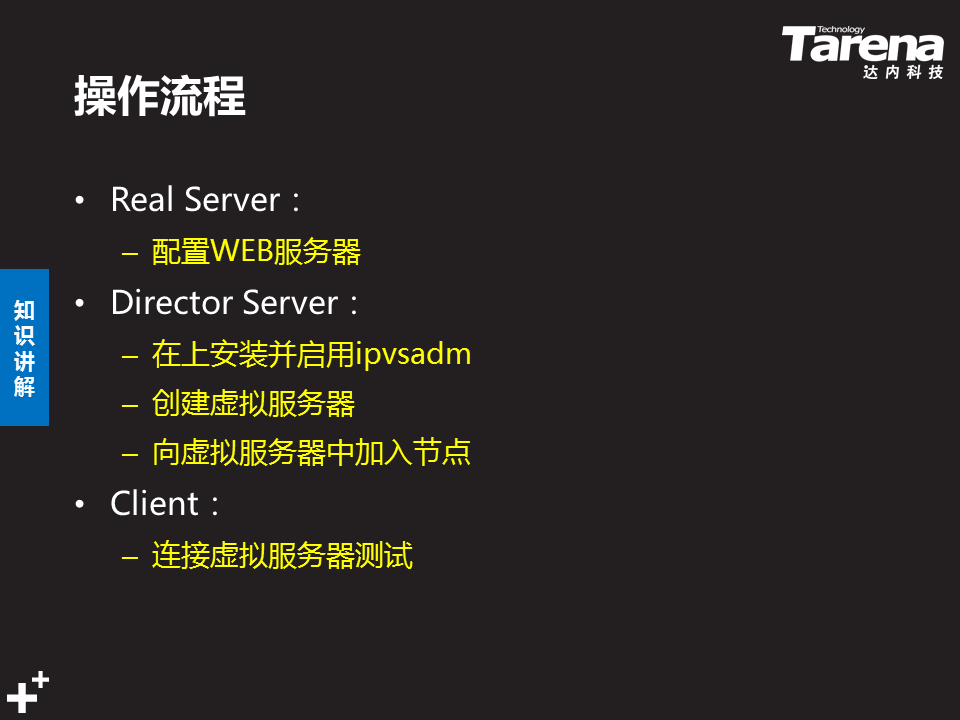 Technology
Tarena
达内科技
操作流程
• Real Server：
– 配置WEB服务器
• Director Server：
– 在上安装并启用ipvsadm
– 创建虚拟服务器
– 向虚拟服务器中加入节点
• Client：
– 连接虚拟服务器测试
知识讲解